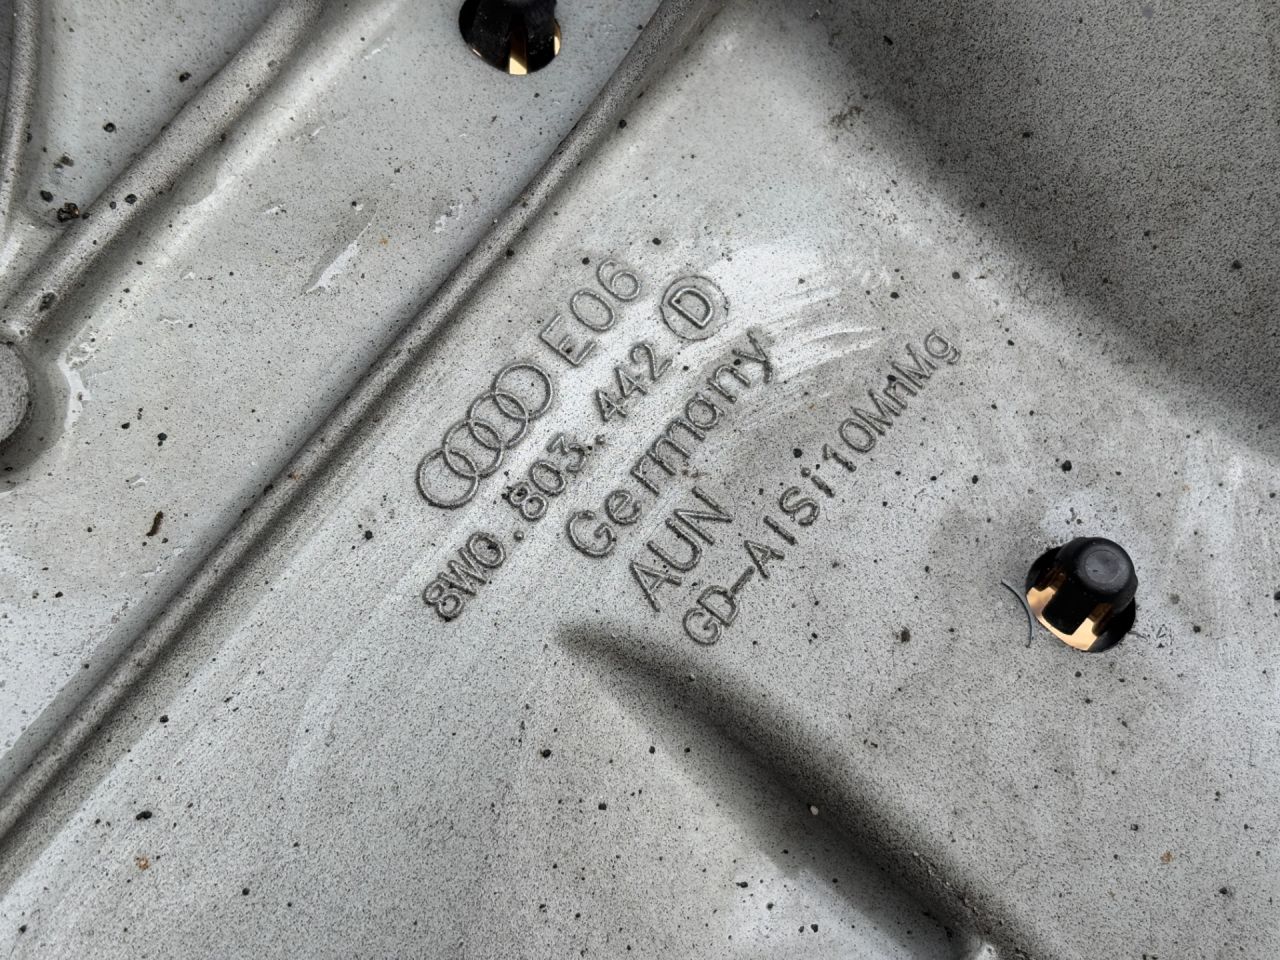 E06
8W0.803.442 D
Germany
AUN
GD-AlSi10MnMg